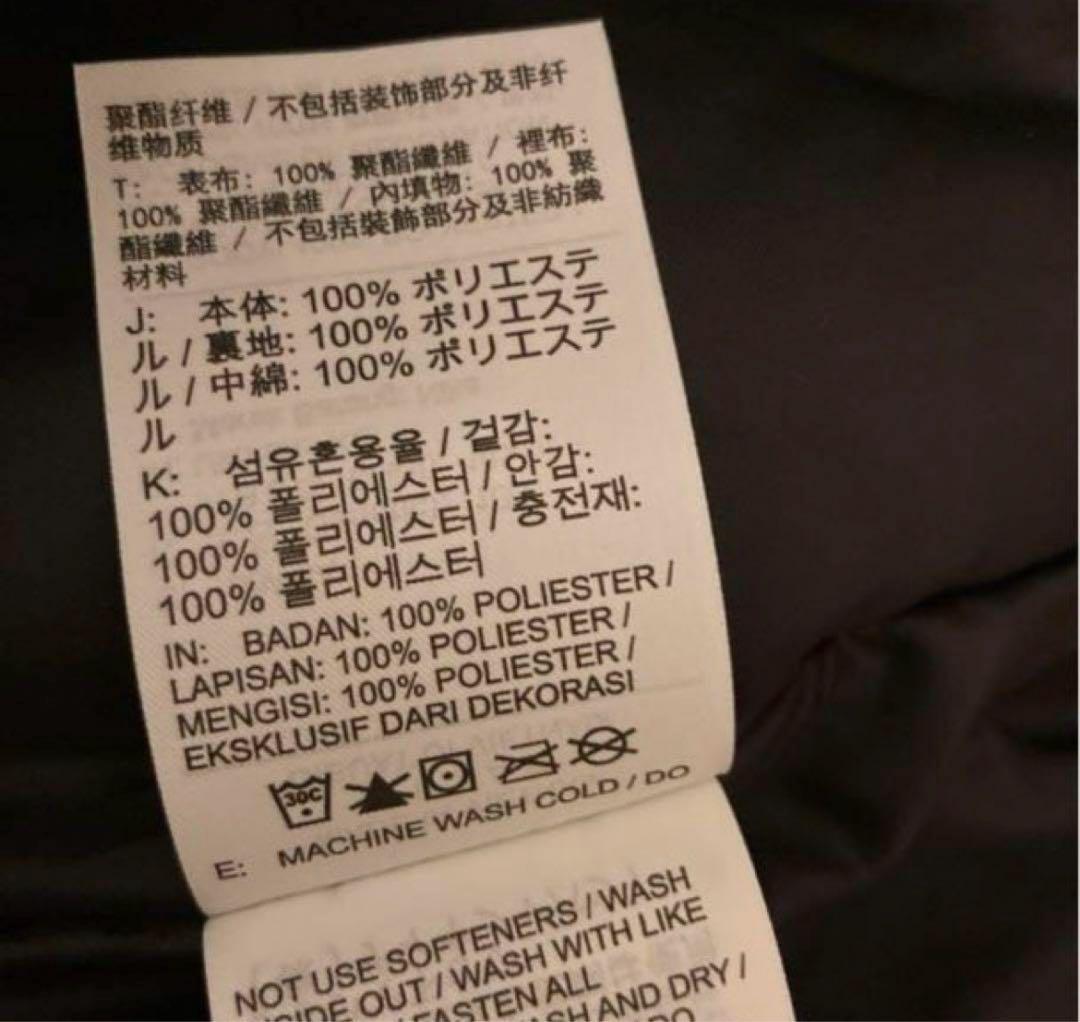 聚酯纤维 / 不包括装饰部分及非纤
维物质
T: 表布: 100% 聚酯纖維 / 裡布:
100% 聚酯纖維 / 內填物: 100% 聚
酯纖維 / 不包括裝飾部分及非紡織
材料
J: 本体: 100% ポリエステ
ル / 裏地: 100% ポリエステ
ル / 中綿: 100% ポリエステ
ル
K: 섬유혼용율 / 겉감:
100% 폴리에스터 / 안감:
100% 폴리에스터 / 충전재:
100% 폴리에스터
IN: BADAN: 100% POLIESTER /
LAPISAN: 100% POLIESTER /
MENGISI: 100% POLIESTER /
EKSKLUSIF DARI DEKORASI
30C
E: MACHINE WASH COLD / DO
NOT USE SOFTENERS / WASH
OUT / WASH WITH LIKE
FASTEN ALL
AND DRY /
DO